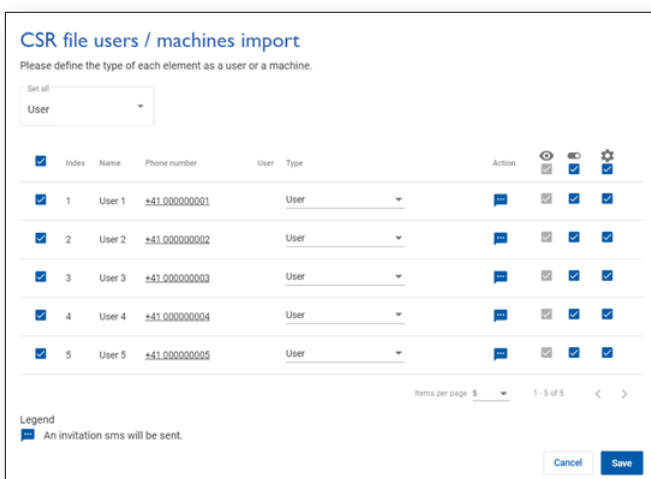 CSR file users / machines import
Please define the type of each element as a user or a machine.
Set all
User
Index Name Phone number User Type Action
1 User 1 +41 000000001 User
2 User 2 +41 000000002 User
3 User 3 +41 000000003 User
4 User 4 +41 000000004 User
5 User 5 +41 000000005 User
Items per page 5 1 - 5 of 5
Legend
An invitation sms will be sent.
Cancel Save